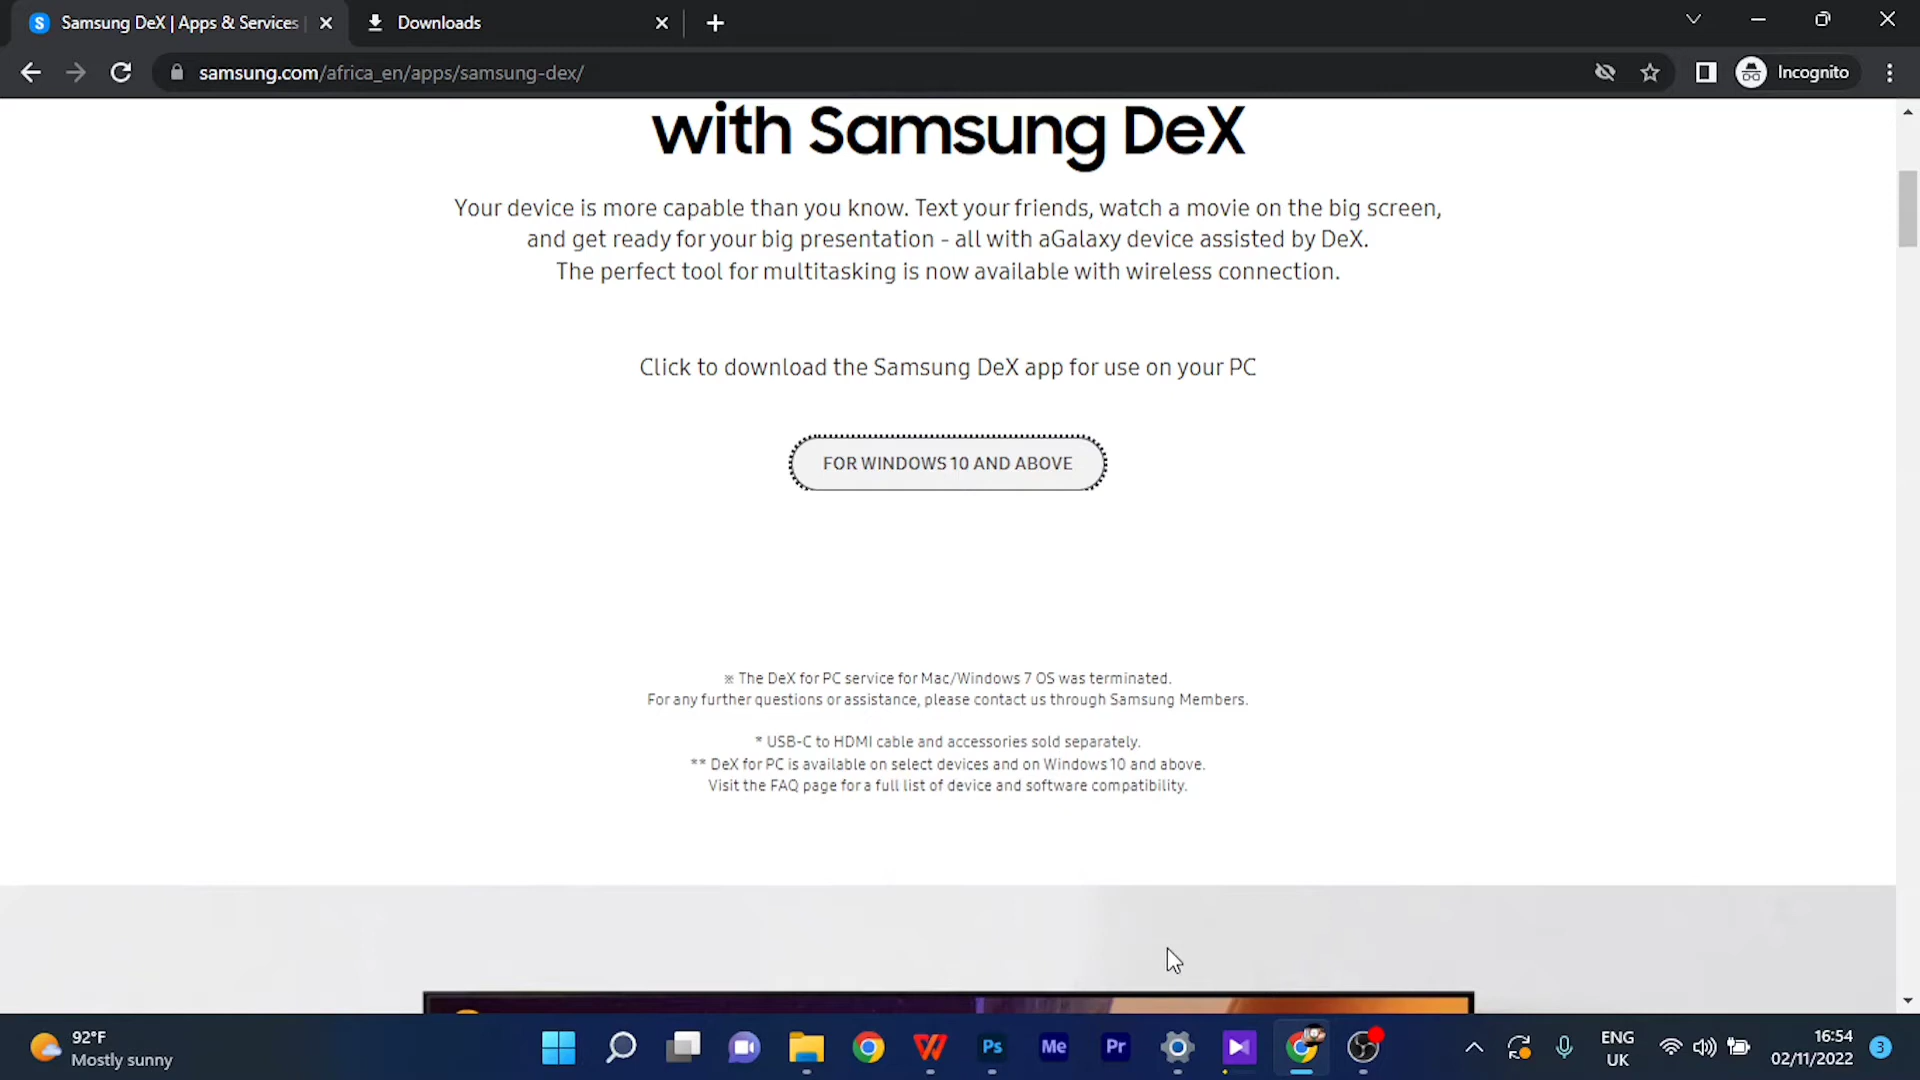 Samsung DeX | Apps & Services
Downloads
samsung.com/africa_en/apps/samsung-dex/
Incognito
with Samsung DeX
Your device is more capable than you know. Text your friends, watch a movie on the big screen,
and get ready for your big presentation - all with aGalaxy device assisted by DeX.
The perfect tool for multitasking is now available with wireless connection.
Click to download the Samsung DeX app for use on your PC
FOR WINDOWS 10 AND ABOVE
※ The DeX for PC service for Mac/Windows 7 OS was terminated.
For any further questions or assistance, please contact us through Samsung Members.
* USB-C to HDMI cable and accessories sold separately.
** DeX for PC is available on select devices and on Windows 10 and above.
Visit the FAQ page for a full list of device and software compatibility.
92°F
Mostly sunny
Ps
Me
Pr
ENG
UK
16:54
02/11/2022
3